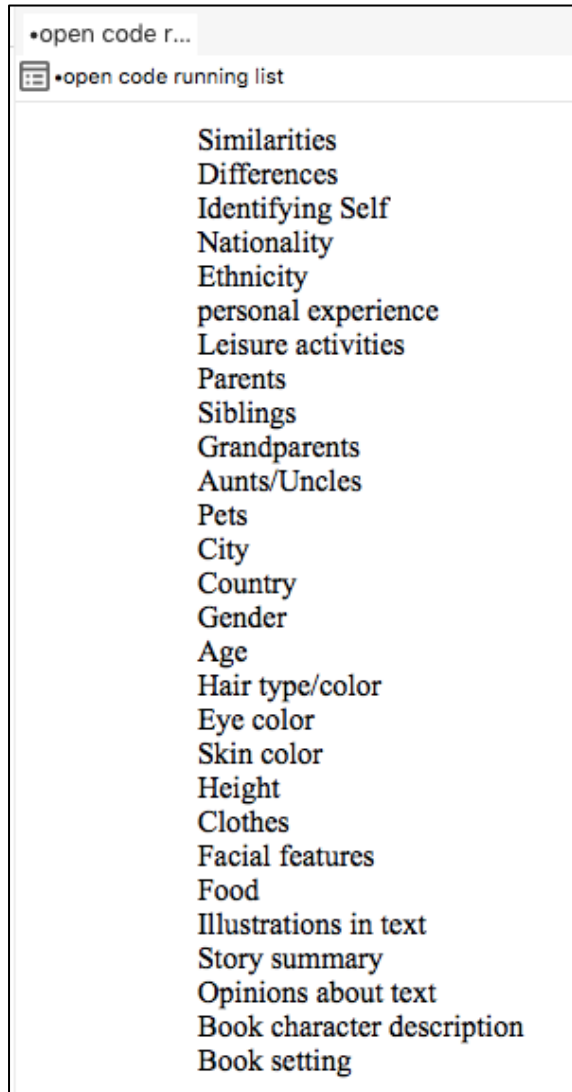 •open code r...
•open code running list
Similarities
Differences
Identifying Self
Nationality
Ethnicity
personal experience
Leisure activities
Parents
Siblings
Grandparents
Aunts/Uncles
Pets
City
Country
Gender
Age
Hair type/color
Eye color
Skin color
Height
Clothes
Facial features
Food
Illustrations in text
Story summary
Opinions about text
Book character description
Book setting